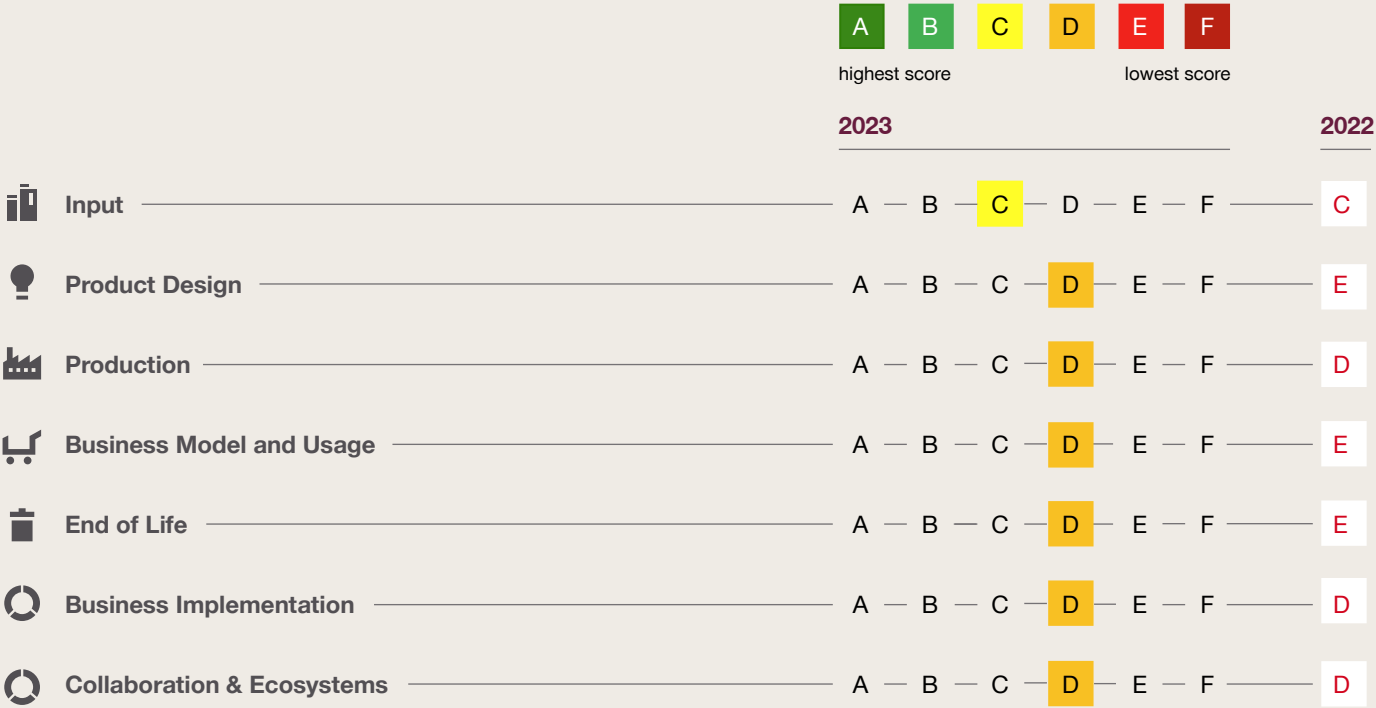 A B C D E F
highest score lowest score
2023 2022
Input A B C D E F C
Product Design A B C D E F E
Production A B C D E F D
Business Model and Usage A B C D E F E
End of Life A B C D E F E
Business Implementation A B C D E F D
Collaboration & Ecosystems A B C D E F D